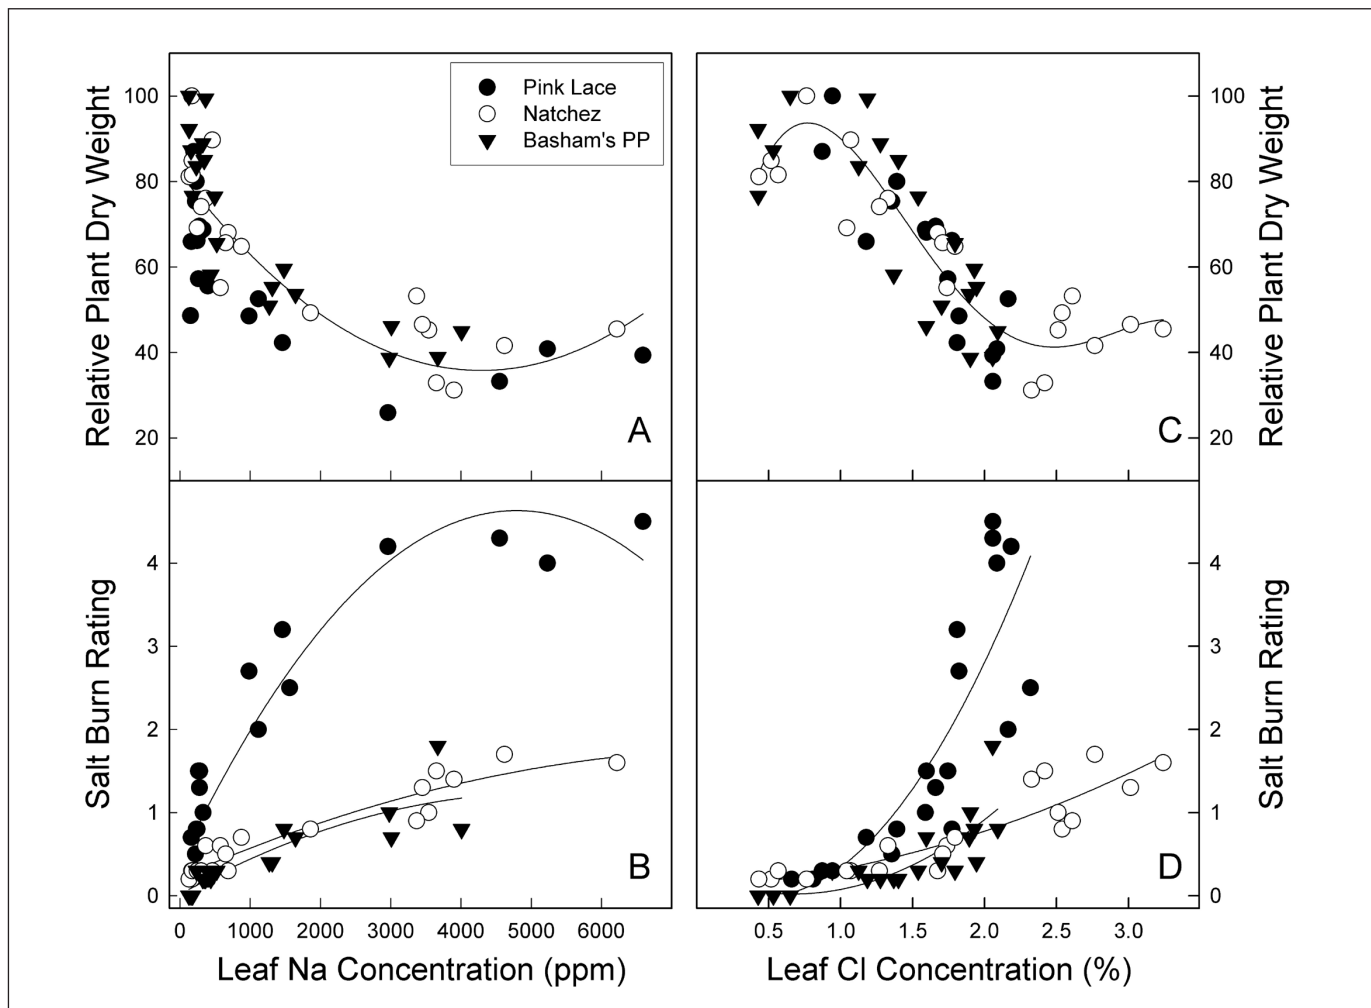 Relative Plant Dry Weight
100
80
60
40
20
Pink Lace
Natchez
Basham's PP
A
C
100
80
60
40
20
Relative Plant Dry Weight
Salt Burn Rating
4
3
2
1
0
B
D
4
3
2
1
0
Salt Burn Rating
0 1000 2000 3000 4000 5000 6000
0.5 1.0 1.5 2.0 2.5 3.0
Leaf Na Concentration (ppm)
Leaf Cl Concentration (%)